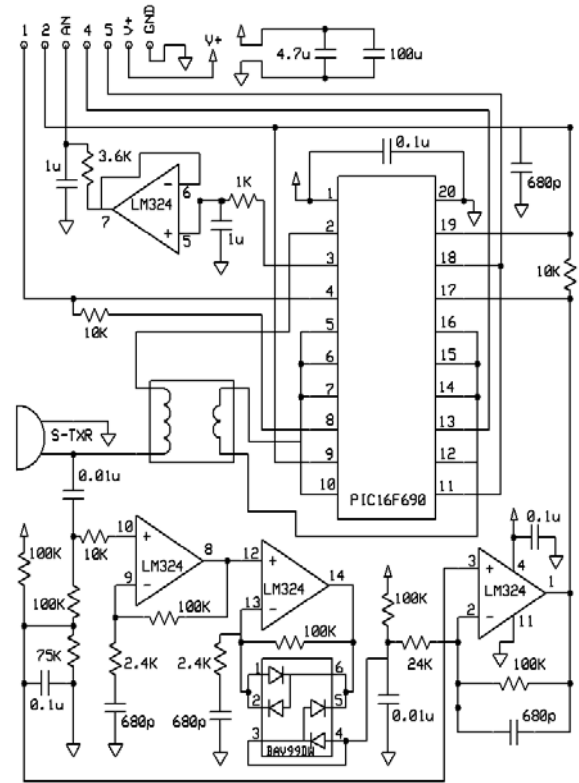 1 2 AN 4 5 V+ GND
V+
4.7u 100u
0.1u
3.6K
1u
LM324
6
7
5
1K
1u
680p
1 20
2 19
3 18
4 17
5 16
6 15
7 14
8 13
9 12
10 11
PIC16F690
10K
10K
S-TXR
0.01u
100K
10K
10
9
8
LM324
12
13
14
LM324
0.1u
3
2
4
1
11
LM324
100K
75K
0.1u
100K
2.4K
680p
2.4K
680p
100K
1 6
2 5
3 4
BAV99DW
100K
24K
0.01u
100K
680p